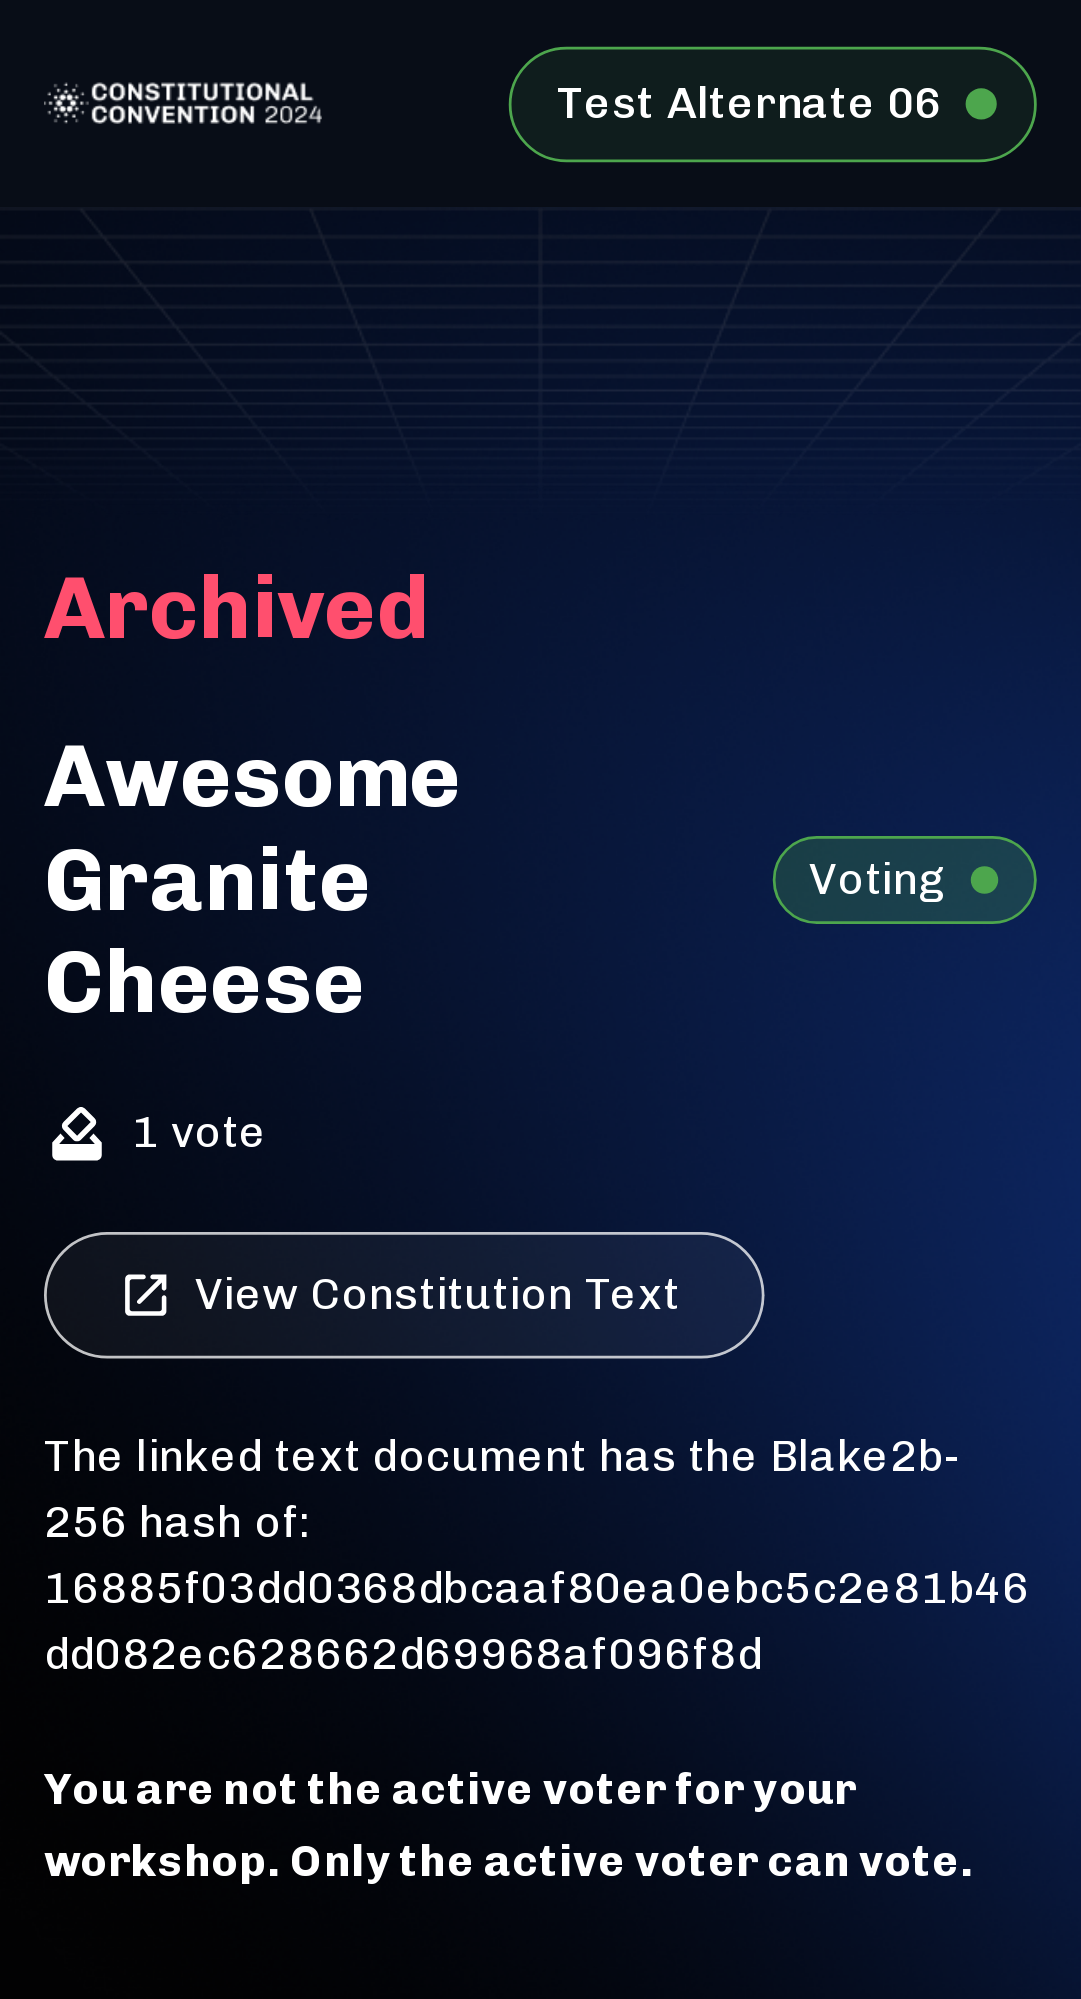 CONSTITUTIONAL
CONVENTION 2024
Test Alternate 06
Archived
Awesome
Granite
Cheese
Voting
1 vote
View Constitution Text
The linked text document has the Blake2b-
256 hash of:
16885f03dd0368dbcaaf80ea0ebc5c2e81b46
dd082ec628662d69968af096f8d
You are not the active voter for your
workshop. Only the active voter can vote.